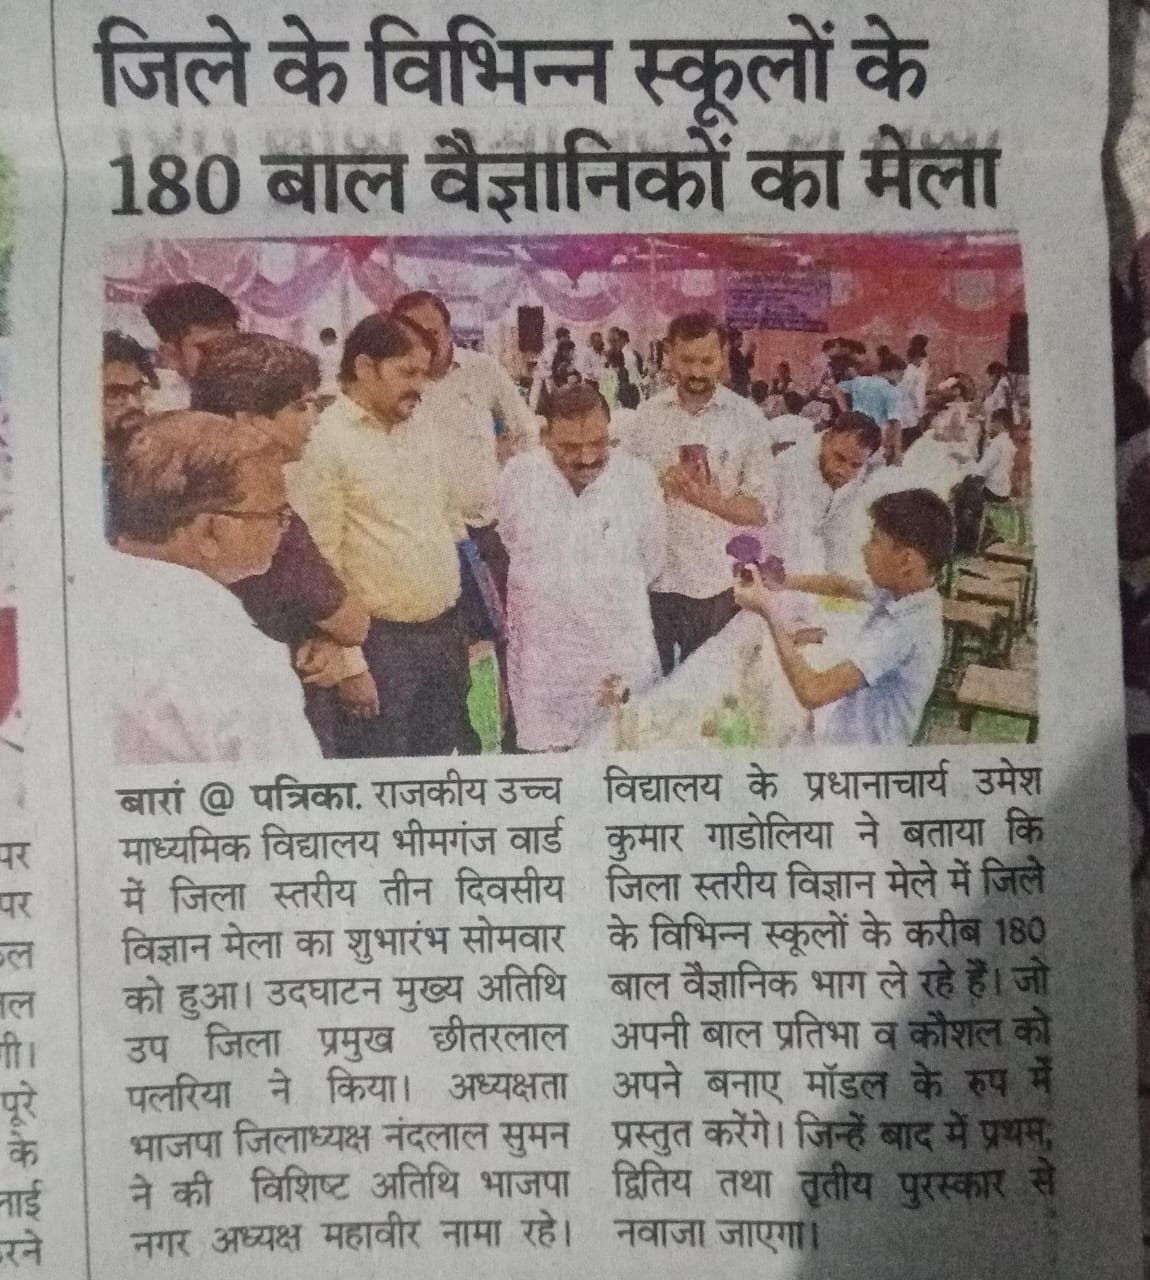 जिले के विभिन्न स्कूलों के
180 बाल वैज्ञानिकों का मेला
बारां @ पत्रिका. राजकीय उच्च
माध्यमिक विद्यालय भीमगंज वार्ड
में जिला स्तरीय तीन दिवसीय
विज्ञान मेला का शुभारंभ सोमवार
को हुआ। उदघाटन मुख्य अतिथि
उप जिला प्रमुख छीतरलाल
पलरिया ने किया। अध्यक्षता
भाजपा जिलाध्यक्ष नंदलाल सुमन
ने की विशिष्ट अतिथि भाजपा
नगर अध्यक्ष महावीर नामा रहे।
विद्यालय के प्रधानाचार्य उमेश
कुमार गाडोलिया ने बताया कि
जिला स्तरीय विज्ञान मेले में जिले
के विभिन्न स्कूलों के करीब 180
बाल वैज्ञानिक भाग ले रहे हैं। जो
अपनी बाल प्रतिभा व कौशल को
अपने बनाए मॉडल के रुप में
प्रस्तुत करेंगे। जिन्हें बाद में प्रथम,
द्वितिय तथा तृतीय पुरस्कार से
नवाजा जाएगा।
पर
पर
गी।
पूरे
के